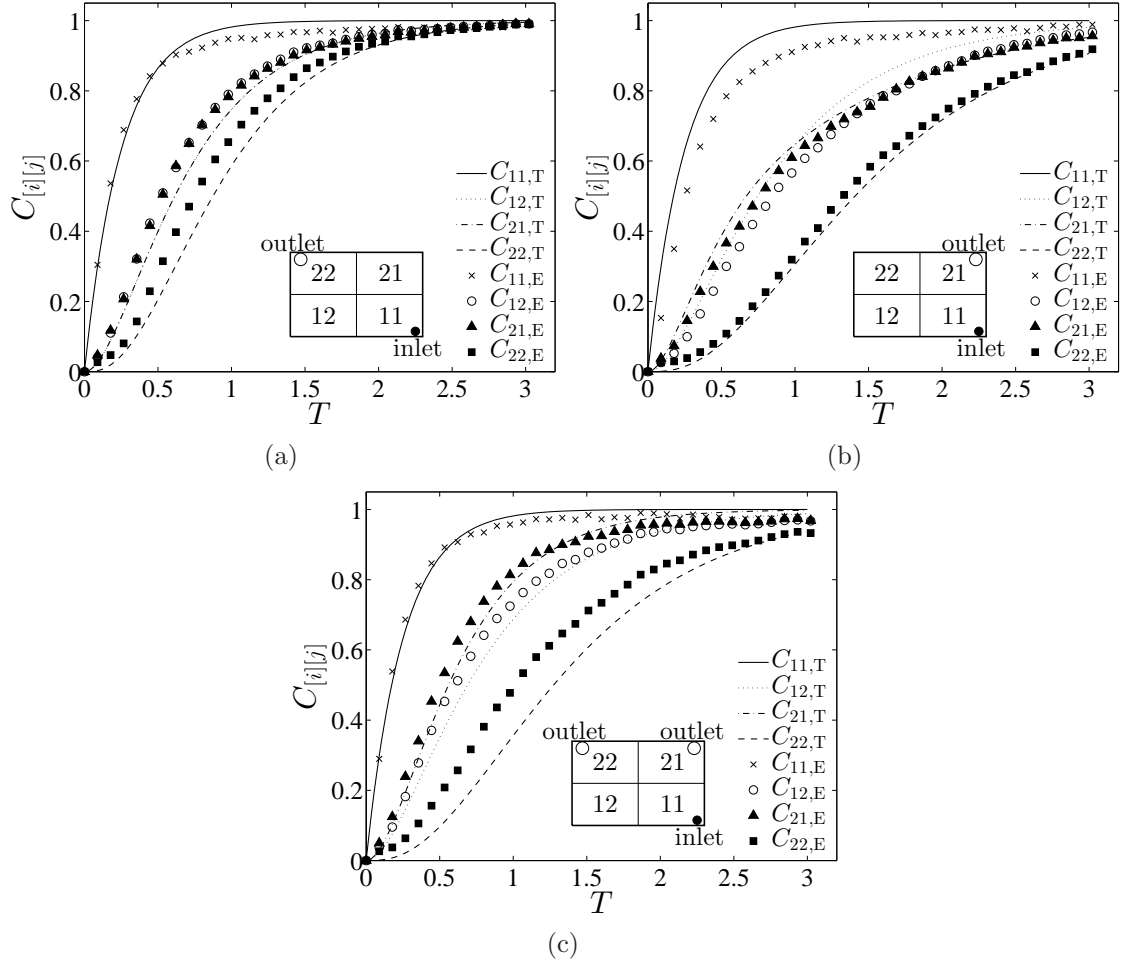 1
0.8
0.6
0.4
0.2
0
C[i][j]
0 0.5 1 1.5 2 2.5 3
T
C11,T
C12,T
C21,T
C22,T
C11,E
C12,E
C21,E
C22,E
outlet
22 21
12 11
inlet
(a)
1
0.8
0.6
0.4
0.2
0
C[i][j]
0 0.5 1 1.5 2 2.5 3
T
C11,T
C12,T
C21,T
C22,T
C11,E
C12,E
C21,E
C22,E
outlet
22 21
12 11
inlet
(b)
1
0.8
0.6
0.4
0.2
0
C[i][j]
0 0.5 1 1.5 2 2.5 3
T
C11,T
C12,T
C21,T
C22,T
C11,E
C12,E
C21,E
C22,E
outlet outlet
22 21
12 11
inlet
(c)